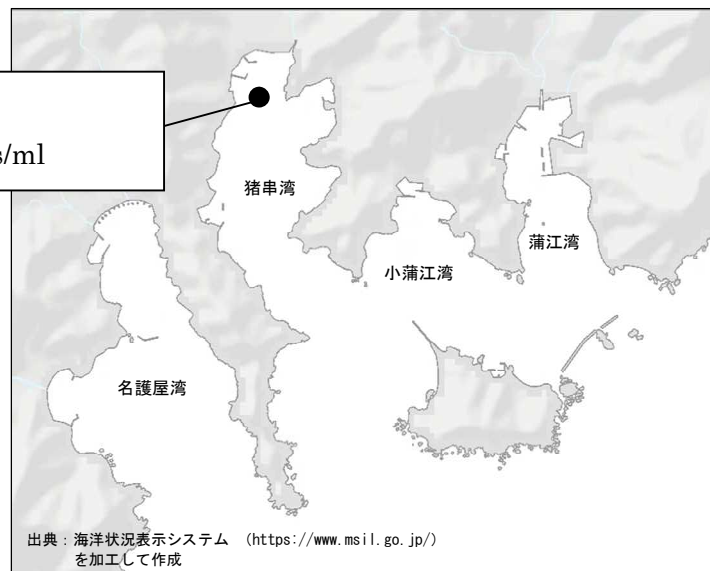 /ml
猪串湾
蒲江湾
小蒲江湾
名護屋湾
出典：海洋状況表示システム （https://www.msil.go.jp/）
を加工して作成